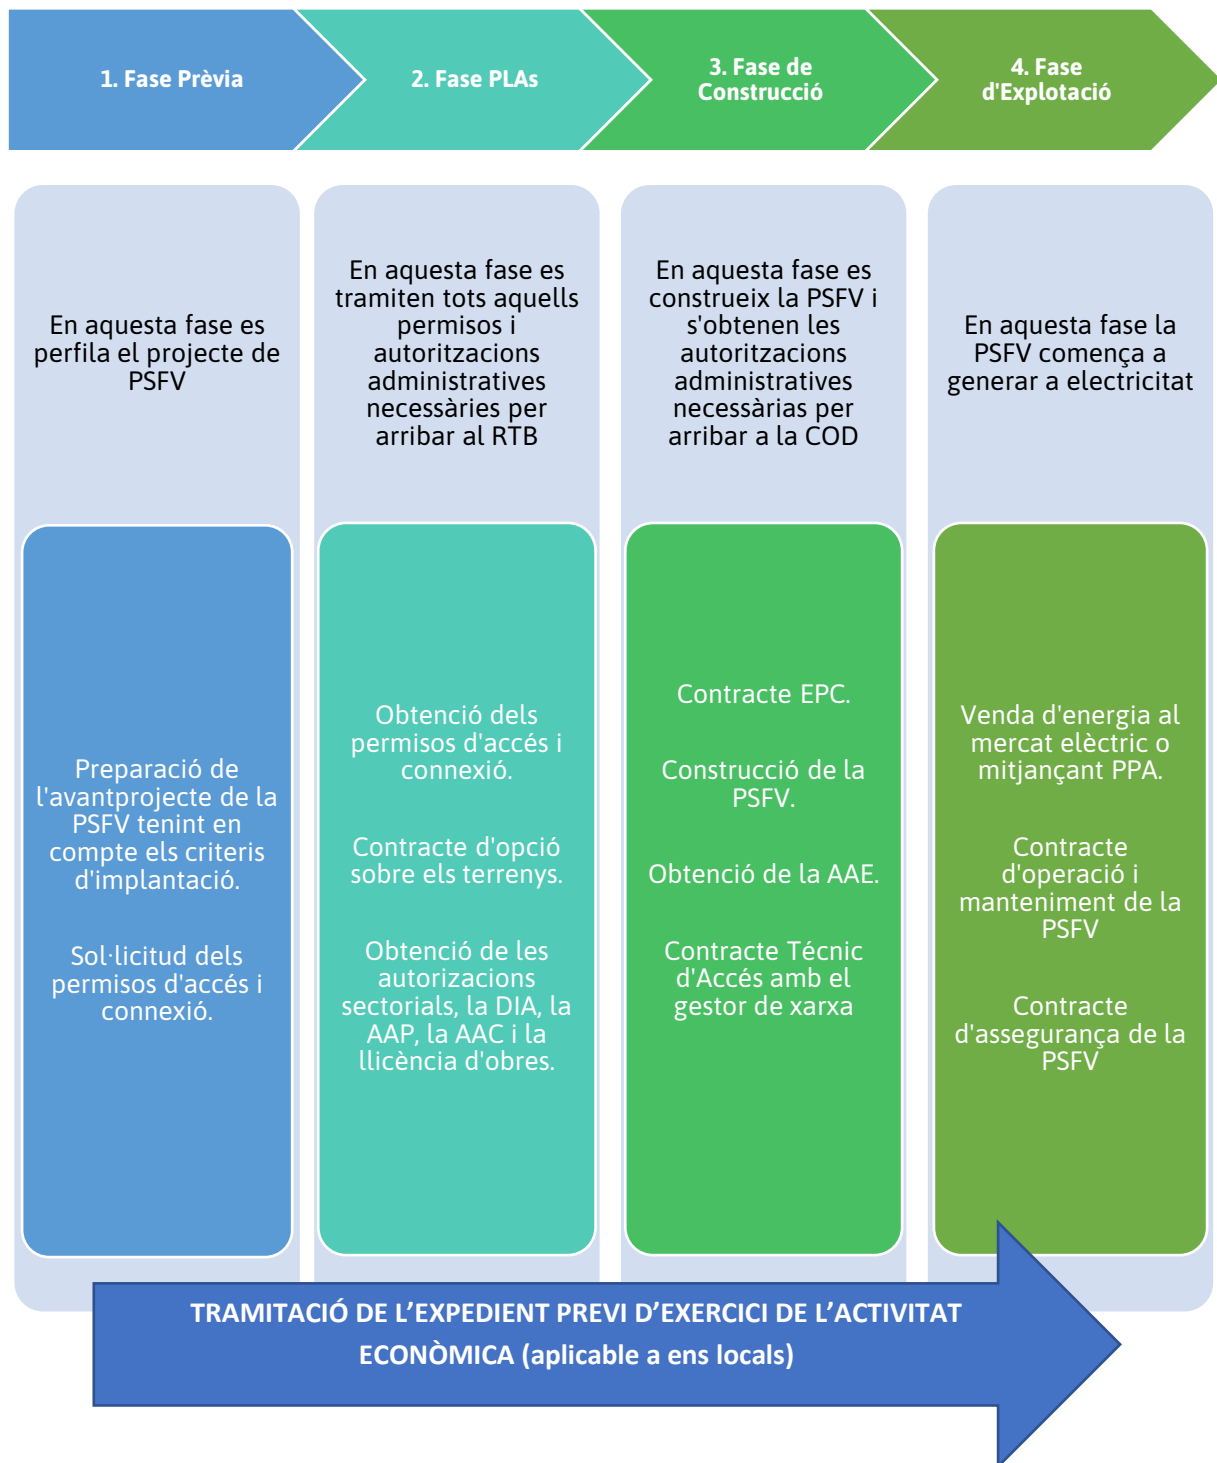 1. Fase Prèvia
2. Fase PLAs
3. Fase de
Construcció
4. Fase
d'Explotació
En aquesta fase es
perfila el projecte de
PSFV
Preparació de
l'avantprojecte de la
PSFV tenint en
compte els criteris
d'implantació.
Sol·licitud dels
permisos d'accés i
connexió.
En aquesta fase es
tramiten tots aquells
permisos i
autoritzacions
administratives
necessàries per
arribar al RTB
Obtenció dels
permisos d'accés i
connexió.
Contracte d'opció
sobre els terrenys.
Obtenció de les
autorizacions
sectorials, la DIA, la
AAP, la AAC i la
llicència d'obres.
En aquesta fase es
construeix la PSFV i
s'obtenen les
autoritzacions
administratives
necessàrias per
arribar a la COD
Contracte EPC.
Construcció de la
PSFV.
Obtenció de la AAE.
Contracte Técnic
d'Accés amb el
gestor de xarxa
En aquesta fase la
PSFV comença a
generar a electricitat
Venda d'energia al
mercat elèctric o
mitjançant PPA.
Contracte
d'operació i
manteniment de la
PSFV
Contracte
d'assegurança de la
PSFV
TRAMITACIÓ DE L’EXPEDIENT PREVI D’EXERCICI DE L’ACTIVITAT
ECONÒMICA (aplicable a ens locals)